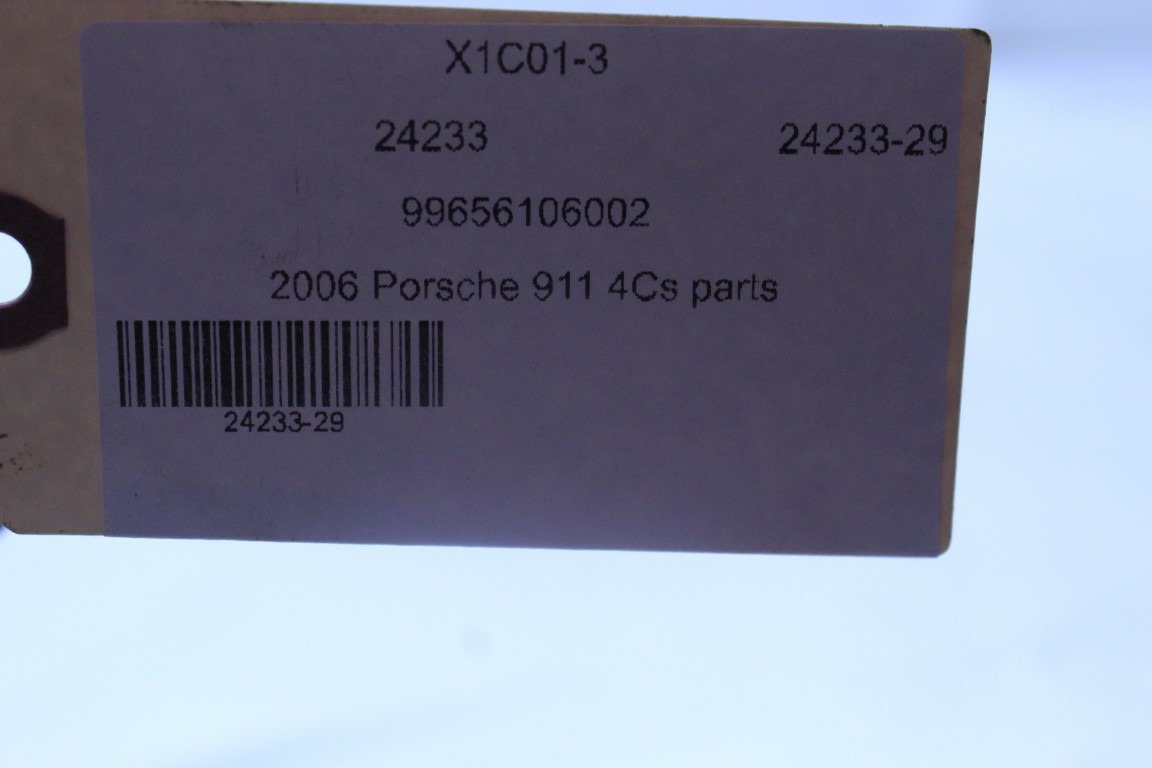 X1C01-3
24233 24233-29
99656106002
2006 Porsche 911 4Cs parts
24233-29